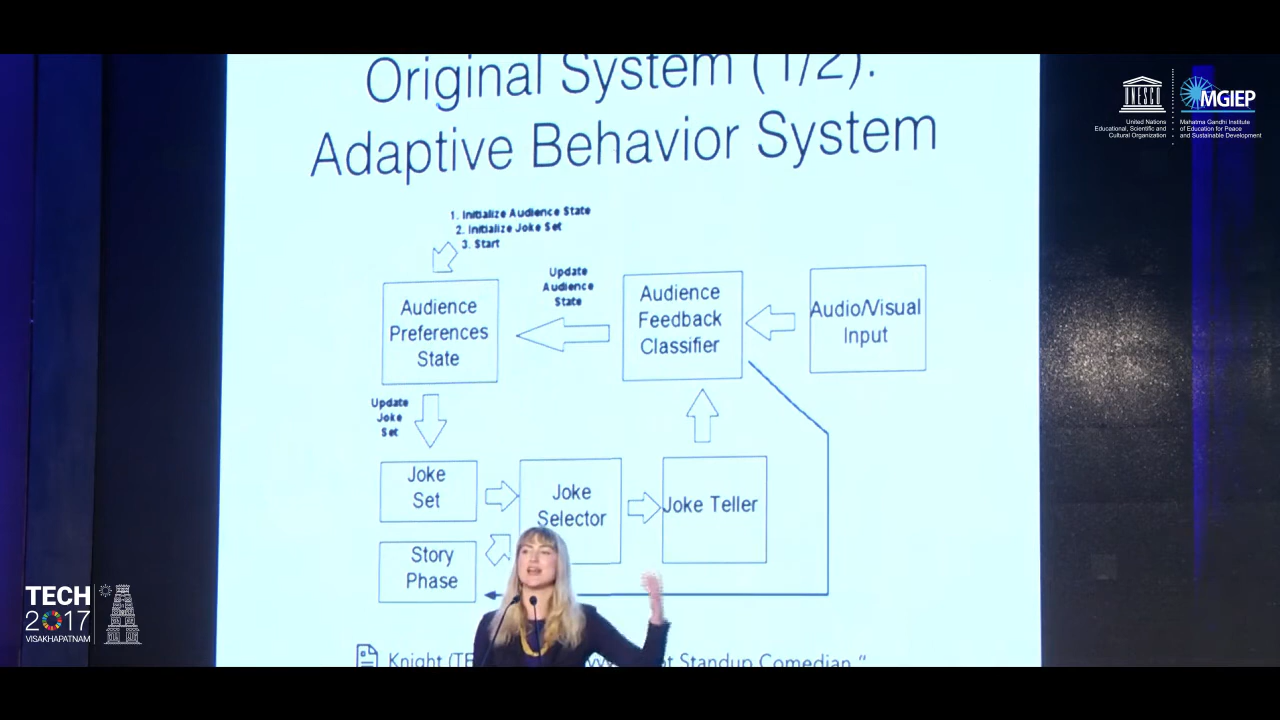 Original System (1/2):
Adaptive Behavior System
1. Initialize Audience State
2. Initialize Joke Set
3. Start
Audience
Preferences
State
Update
Audience
State
Audience
Feedback
Classifier
Audio/Visual
Input
Update
Joke
Set
Joke
Set
Joke
Selector
Joke Teller
Story
Phase
Knight
Standup Comedian,"
UNESCO
United Nations
Educational, Scientific and
Cultural Organization
MGIEP
Mahatma Gandhi Institute
of Education for Peace
and Sustainable Development
TECH
2017
VISAKHAPATNAM